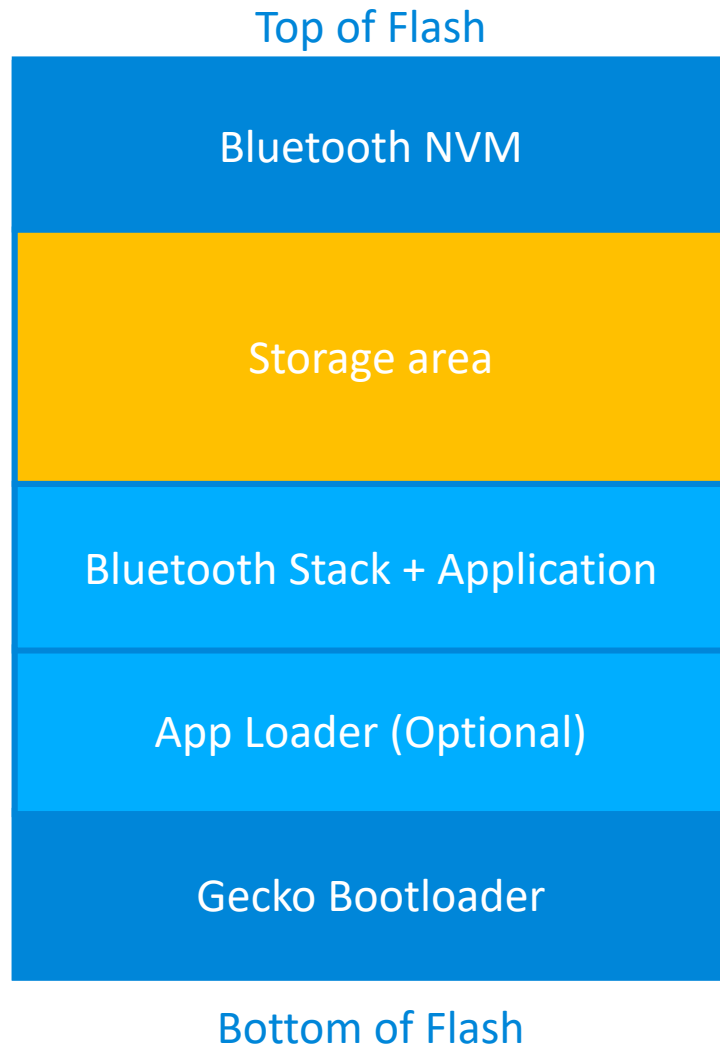 Top of Flash
Bluetooth NVM
Storage area
Bluetooth Stack + Application
App Loader (Optional)
Gecko Bootloader
Bottom of Flash